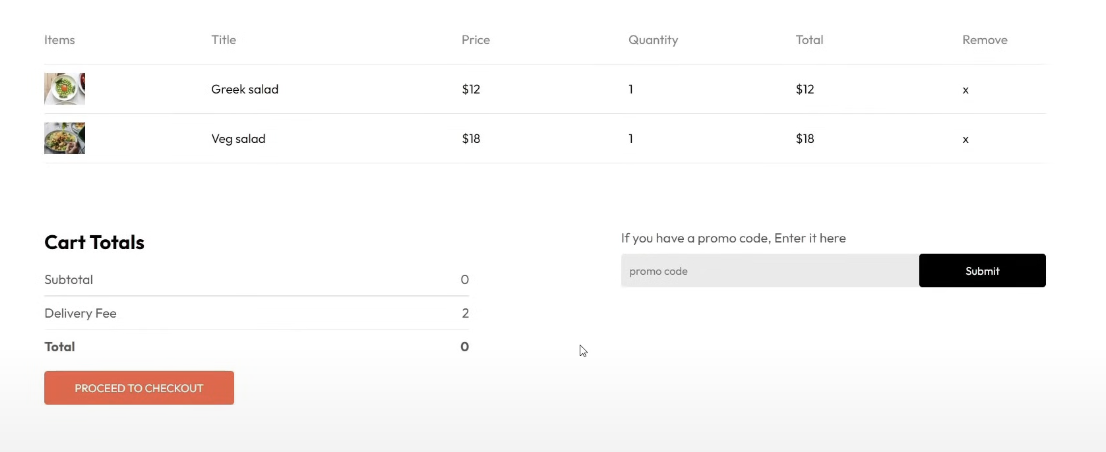 Items Title Price Quantity Total Remove
Greek salad $12 1 $12 x
Veg salad $18 1 $18 x
Cart Totals
If you have a promo code, Enter it here
promo code Submit
Subtotal 0
Delivery Fee 2
Total 0
PROCEED TO CHECKOUT